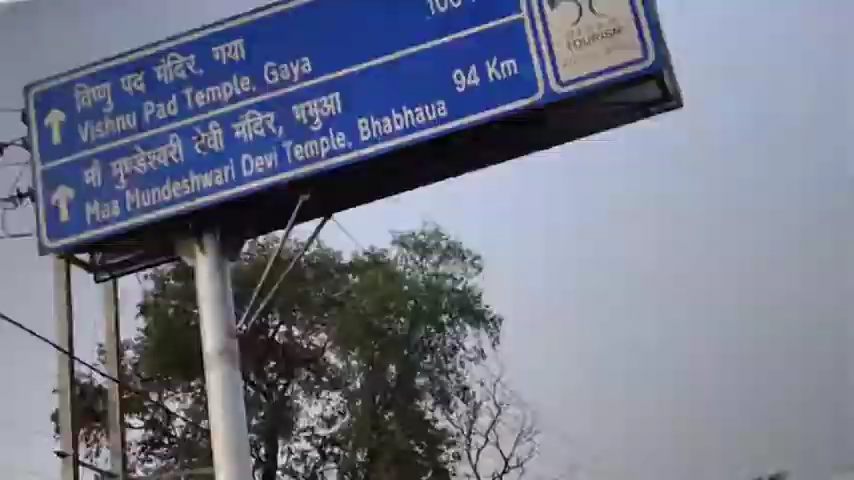 विष्णु पद मंदिर, गया
Vishnu Pad Temple, Gaya
माँ मुण्डेश्वरी देवी मंदिर, भभुआ
Maa Mundeshwari Devi Temple, Bhabhaua
94 Km
TOURISM